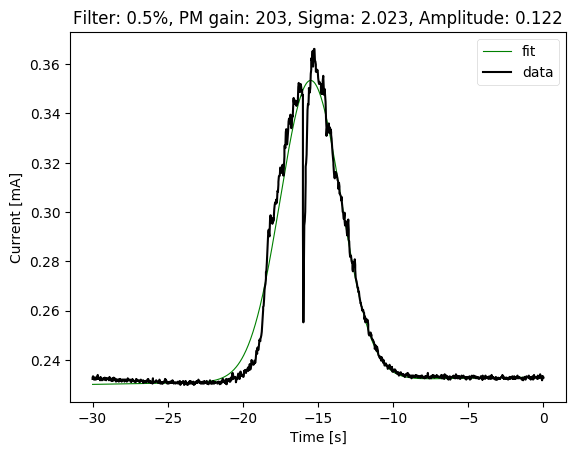 Filter: 0.5%, PM gain: 203, Sigma: 2.023, Amplitude: 0.122
fit
data
0.36
0.34
0.32
0.30
0.28
0.26
0.24
Current [mA]
−30
−25
−20
−15
−10
−5
0
Time [s]